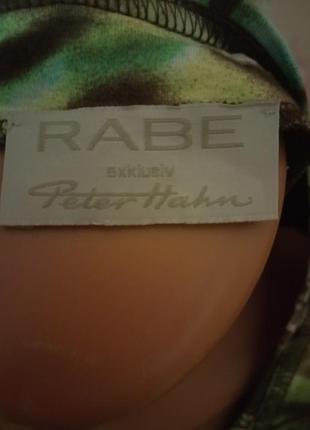 RABE
exklusiv
Peter Hahn